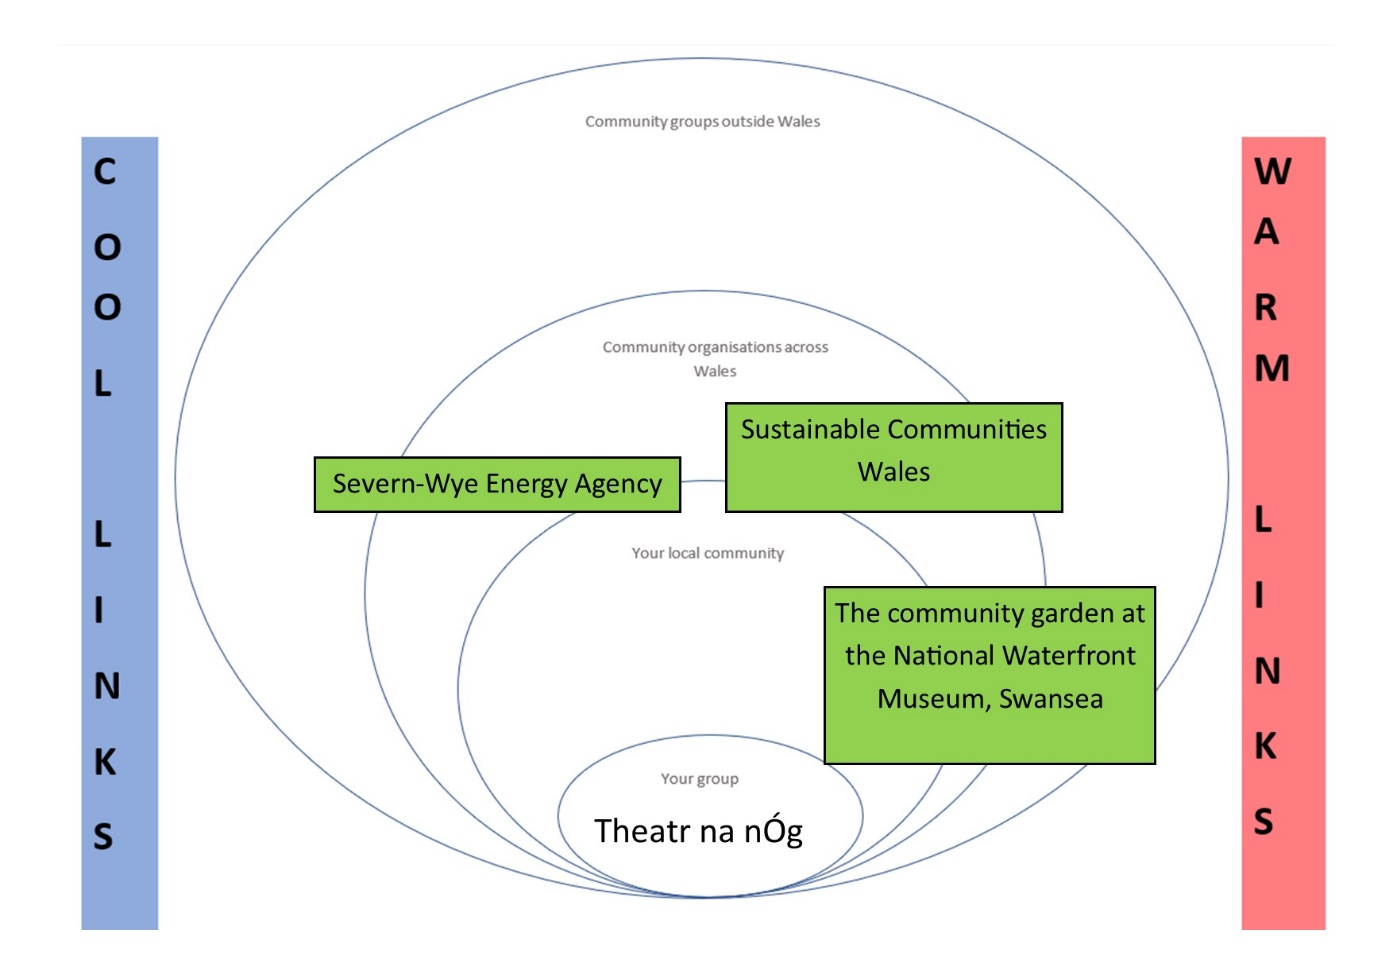 Community groups outside Wales
C
O
O
L
L
I
N
K
S
W
A
R
M
L
I
N
K
S
Community organisations across
Wales
Sustainable Communities
Wales
Severn-Wye Energy Agency
Your local community
The community garden at
the National Waterfront
Museum, Swansea
Your group
Theatr na nÓg